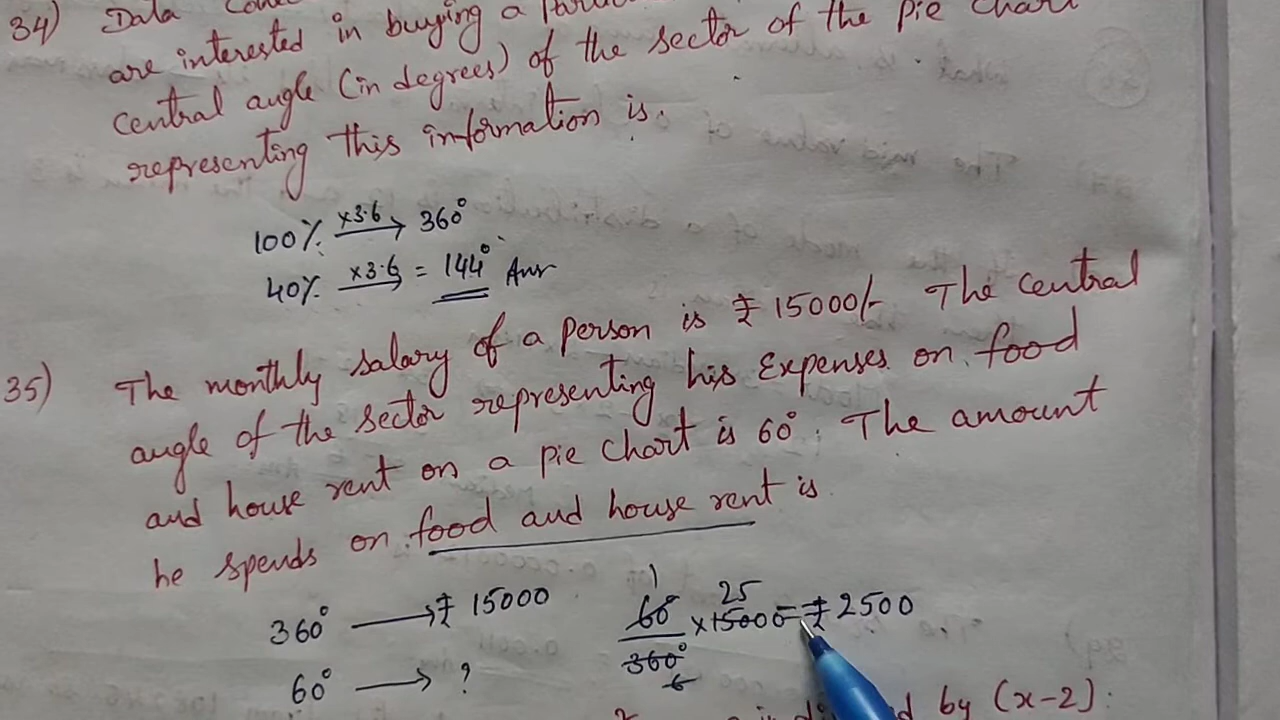 34) Data
are interested in buying a
central angle (in degrees) of the sector of the pie chart
representing this information is.
100% ×3.6 → 360°
40% ×3.6 → = 144° Ans
35) The monthly salary of a person is ₹ 15000/- The central
angle of the sector representing his Expenses on food
and house rent on a pie chart is 60°. The amount
he spends on food and house rent is
360° → ₹ 15000
60° → ?
1 25
60° × 15000 = ₹ 2500
360°
6
by (x-2):